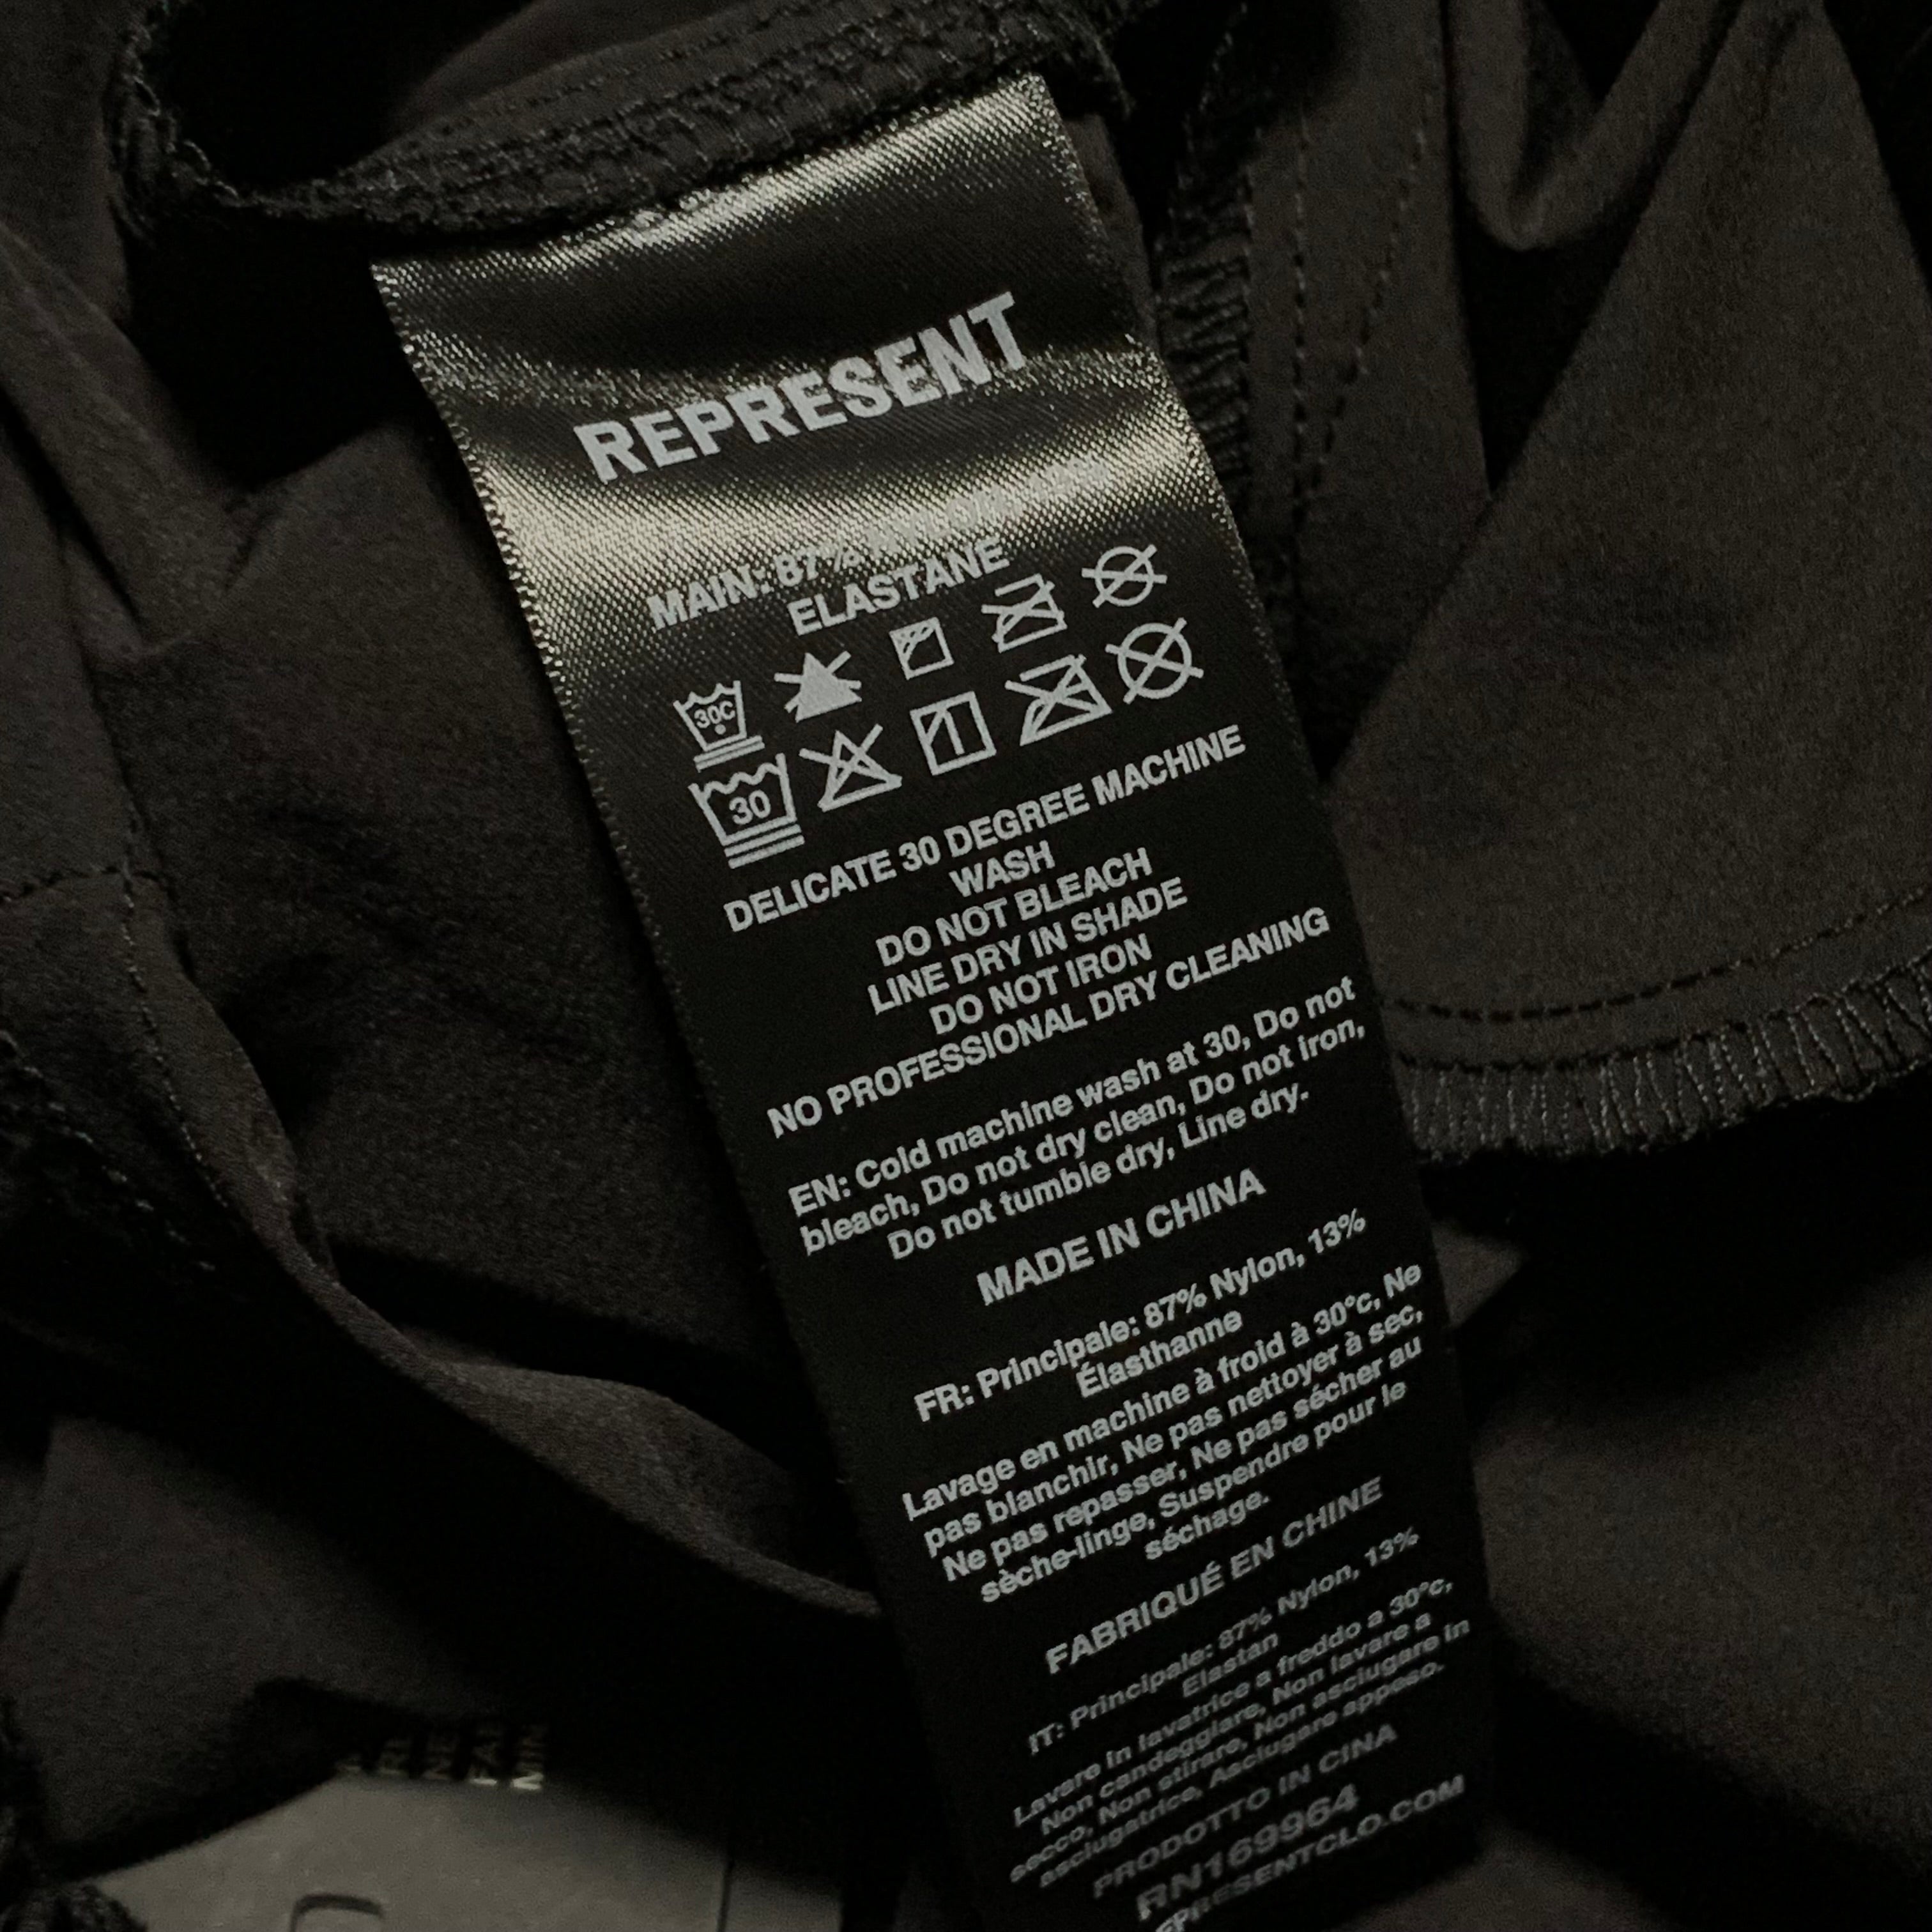 REPRESENT
MAIN: 87%
ELASTANE
30C
30
DELICATE 30 DEGREE MACHINE
WASH
DO NOT BLEACH
LINE DRY IN SHADE
DO NOT IRON
NO PROFESSIONAL DRY CLEANING
EN: Cold machine wash at 30, Do not
bleach, Do not dry clean, Do not iron,
Do not tumble dry, Line dry.
MADE IN CHINA
FR: Principale: 87% Nylon, 13%
Élasthanne
Lavage en machine à froid à 30°c, Ne
pas blanchir, Ne pas nettoyer à sec,
Ne pas repasser, Ne pas sécher au
sèche-linge, Suspendre pour le
séchage.
FABRIQUÉ EN CHINE
IT: Principale: 87% Nylon, 13%
Elastan
Lavare in lavatrice a freddo a 30°c,
Non candeggiare, Non lavare a
secco, Non stirare, Non asciugare in
asciugatrice, Asciugare appeso.
PRODOTTO IN CINA
RN169964
EPRESENTCLO.COM